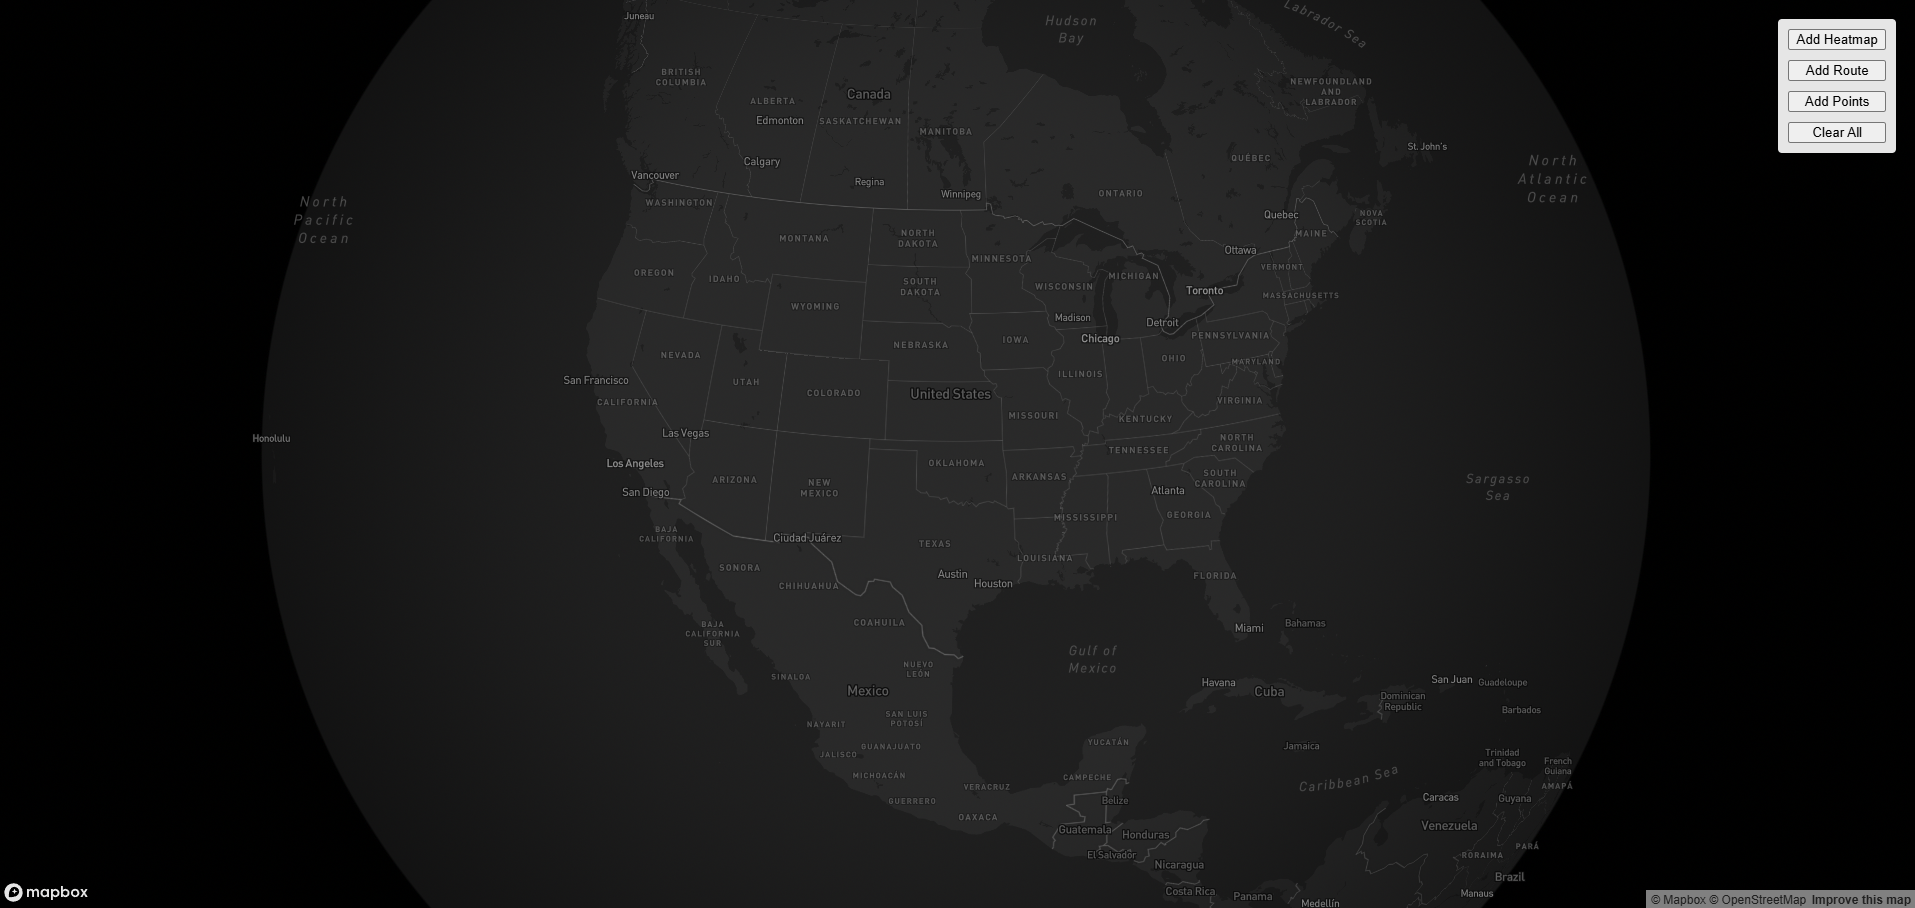 Juneau
Hudson
Bay
Labrador Sea
Add Heatmap
Add Route
Add Points
Clear All
BRITISH
COLUMBIA
ALBERTA
Canada
Edmonton
SASKATCHEWAN
MANITOBA
NEWFOUNDLAND
AND
LABRADOR
St. John's
Calgary
QUÉBEC
North
Atlantic
Ocean
Vancouver
Regina
Winnipeg
ONTARIO
North
Pacific
Ocean
WASHINGTON
Quebec
NOVA
SCOTIA
MONTANA
NORTH
DAKOTA
MAINE
Ottawa
MINNESOTA
VERMONT
OREGON
IDAHO
SOUTH
DAKOTA
WISCONSIN
MICHIGAN
Toronto
MASSACHUSETTS
WYOMING
Madison
Detroit
NEBRASKA
IOWA
Chicago
PENNSYLVANIA
NEVADA
OHIO
MARYLAND
San Francisco
UTAH
COLORADO
United States
ILLINOIS
CALIFORNIA
MISSOURI
KENTUCKY
VIRGINIA
Honolulu
Las Vegas
TENNESSEE
NORTH
CAROLINA
Los Angeles
OKLAHOMA
ARKANSAS
ARIZONA
NEW
MEXICO
SOUTH
CAROLINA
Sargasso
Sea
San Diego
Atlanta
MISSISSIPPI
GEORGIA
BAJA
CALIFORNIA
Ciudad Juárez
TEXAS
LOUISIANA
SONORA
CHIHUAHUA
Austin
Houston
FLORIDA
COAHUILA
BAJA
CALIFORNIA
SUR
Miami
Bahamas
Gulf of
Mexico
NUEVO
LEÓN
SINALOA
Mexico
Havana
Cuba
San Juan
Guadeloupe
Dominican
Republic
Barbados
SAN LUIS
POTOSÍ
NAYARIT
YUCATÁN
Jamaica
JALISCO
GUANAJUATO
Trinidad
and Tobago
French
Guiana
MICHOACÁN
CAMPECHE
Caribbean Sea
VERACRUZ
AMAPÁ
GUERRERO
Belize
Caracas
Guyana
OAXACA
Guatemala
Honduras
Venezuela
El Salvador
PARÁ
RORAIMA
Nicaragua
Brazil
Costa Rica
Panama
Manaus
Medellín
mapbox
© Mapbox © OpenStreetMap Improve this map